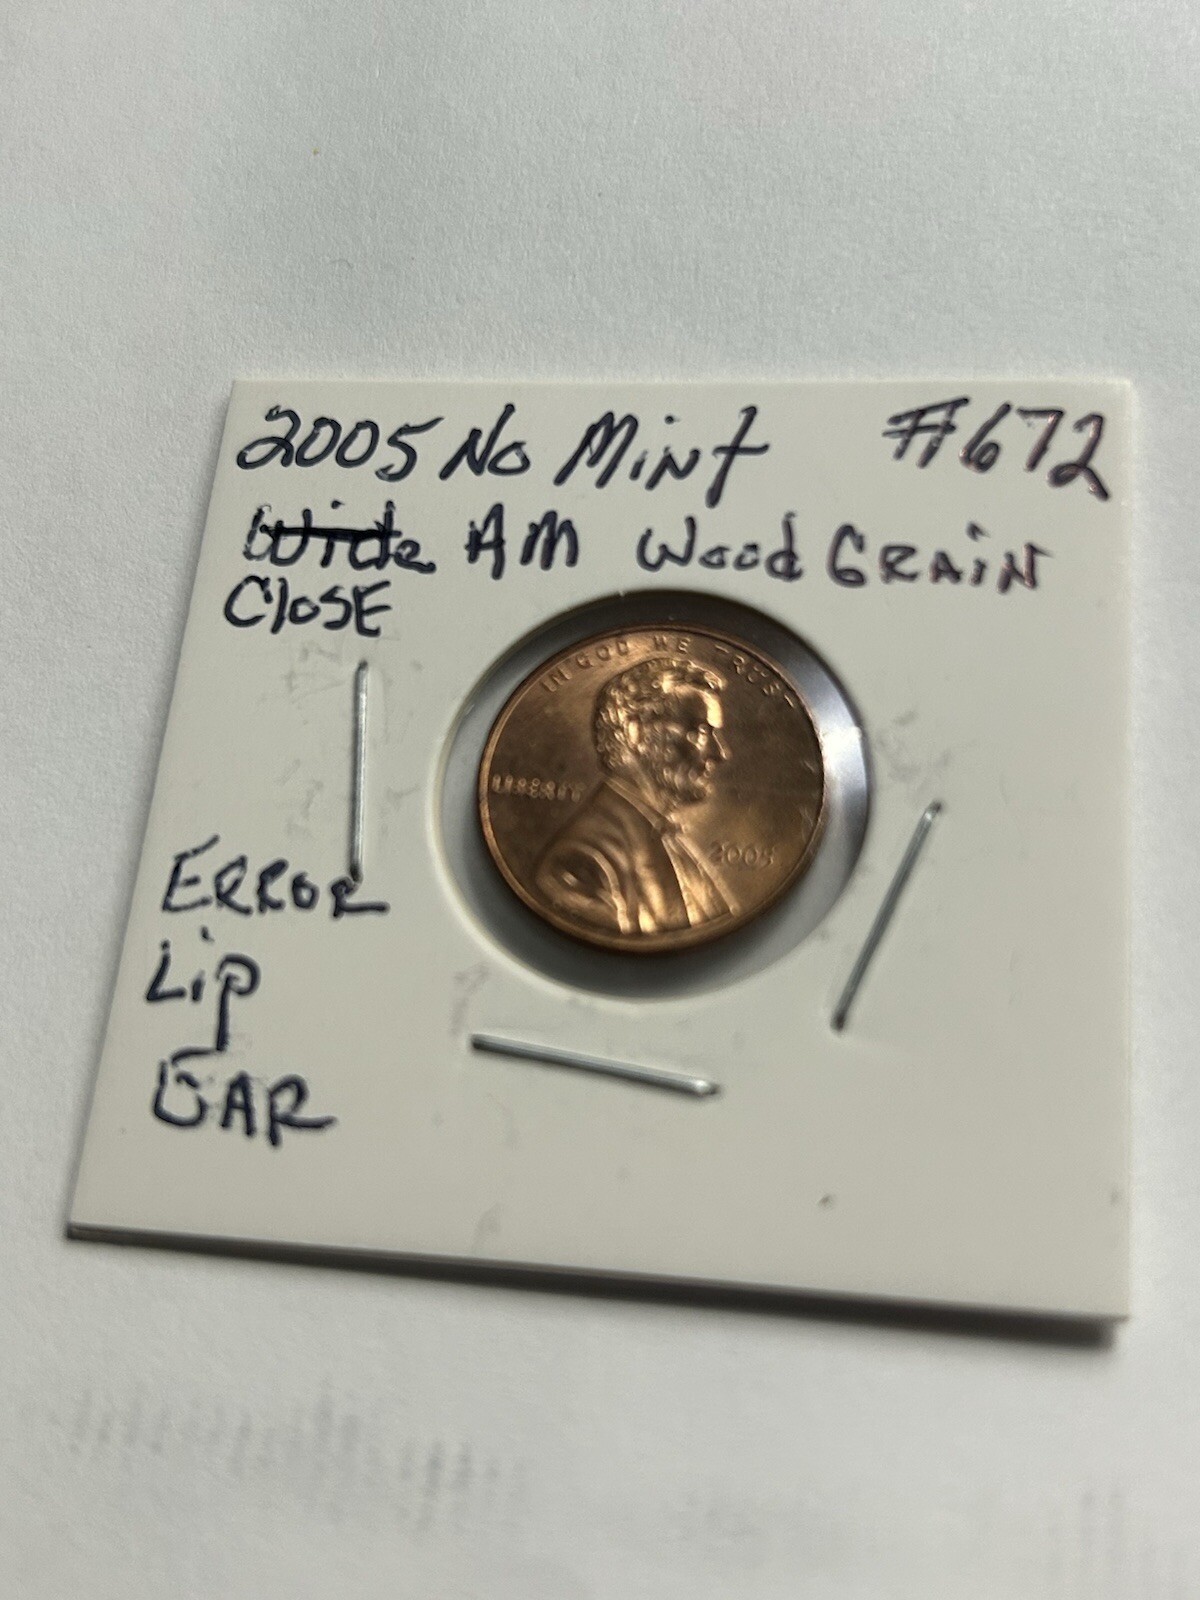 2005 No Mint #672
Wide AM Wood GRAiN
CloSE
IN GOD WE TRUST
LIBERTY
2005
ERROR
Lip
EAR